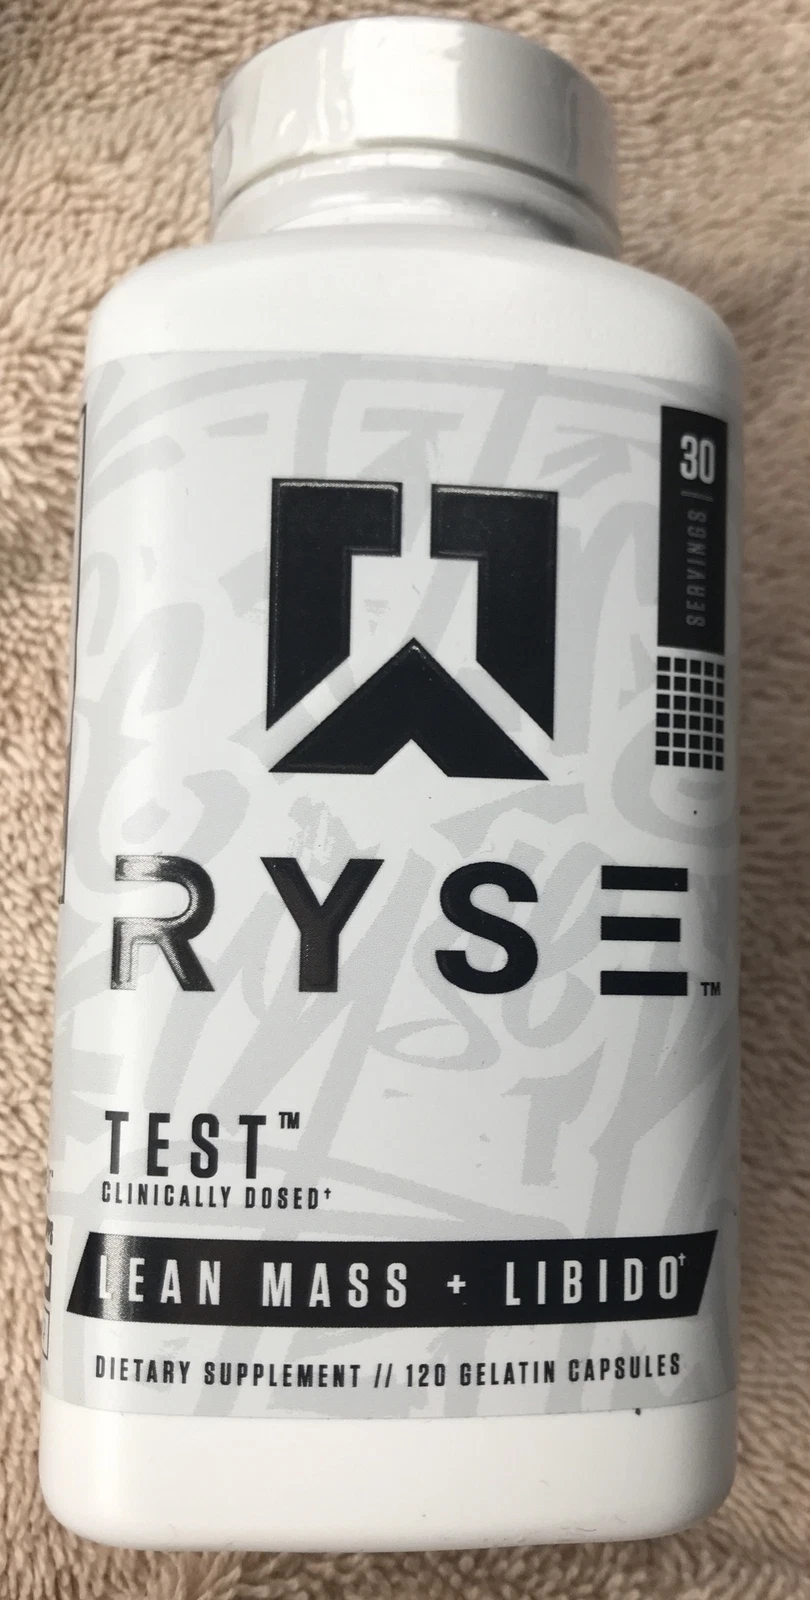 30
SERVINGS
RYSE™
TEST™
CLINICALLY DOSED†
LEAN MASS + LIBIDO†
DIETARY SUPPLEMENT // 120 GELATIN CAPSULES